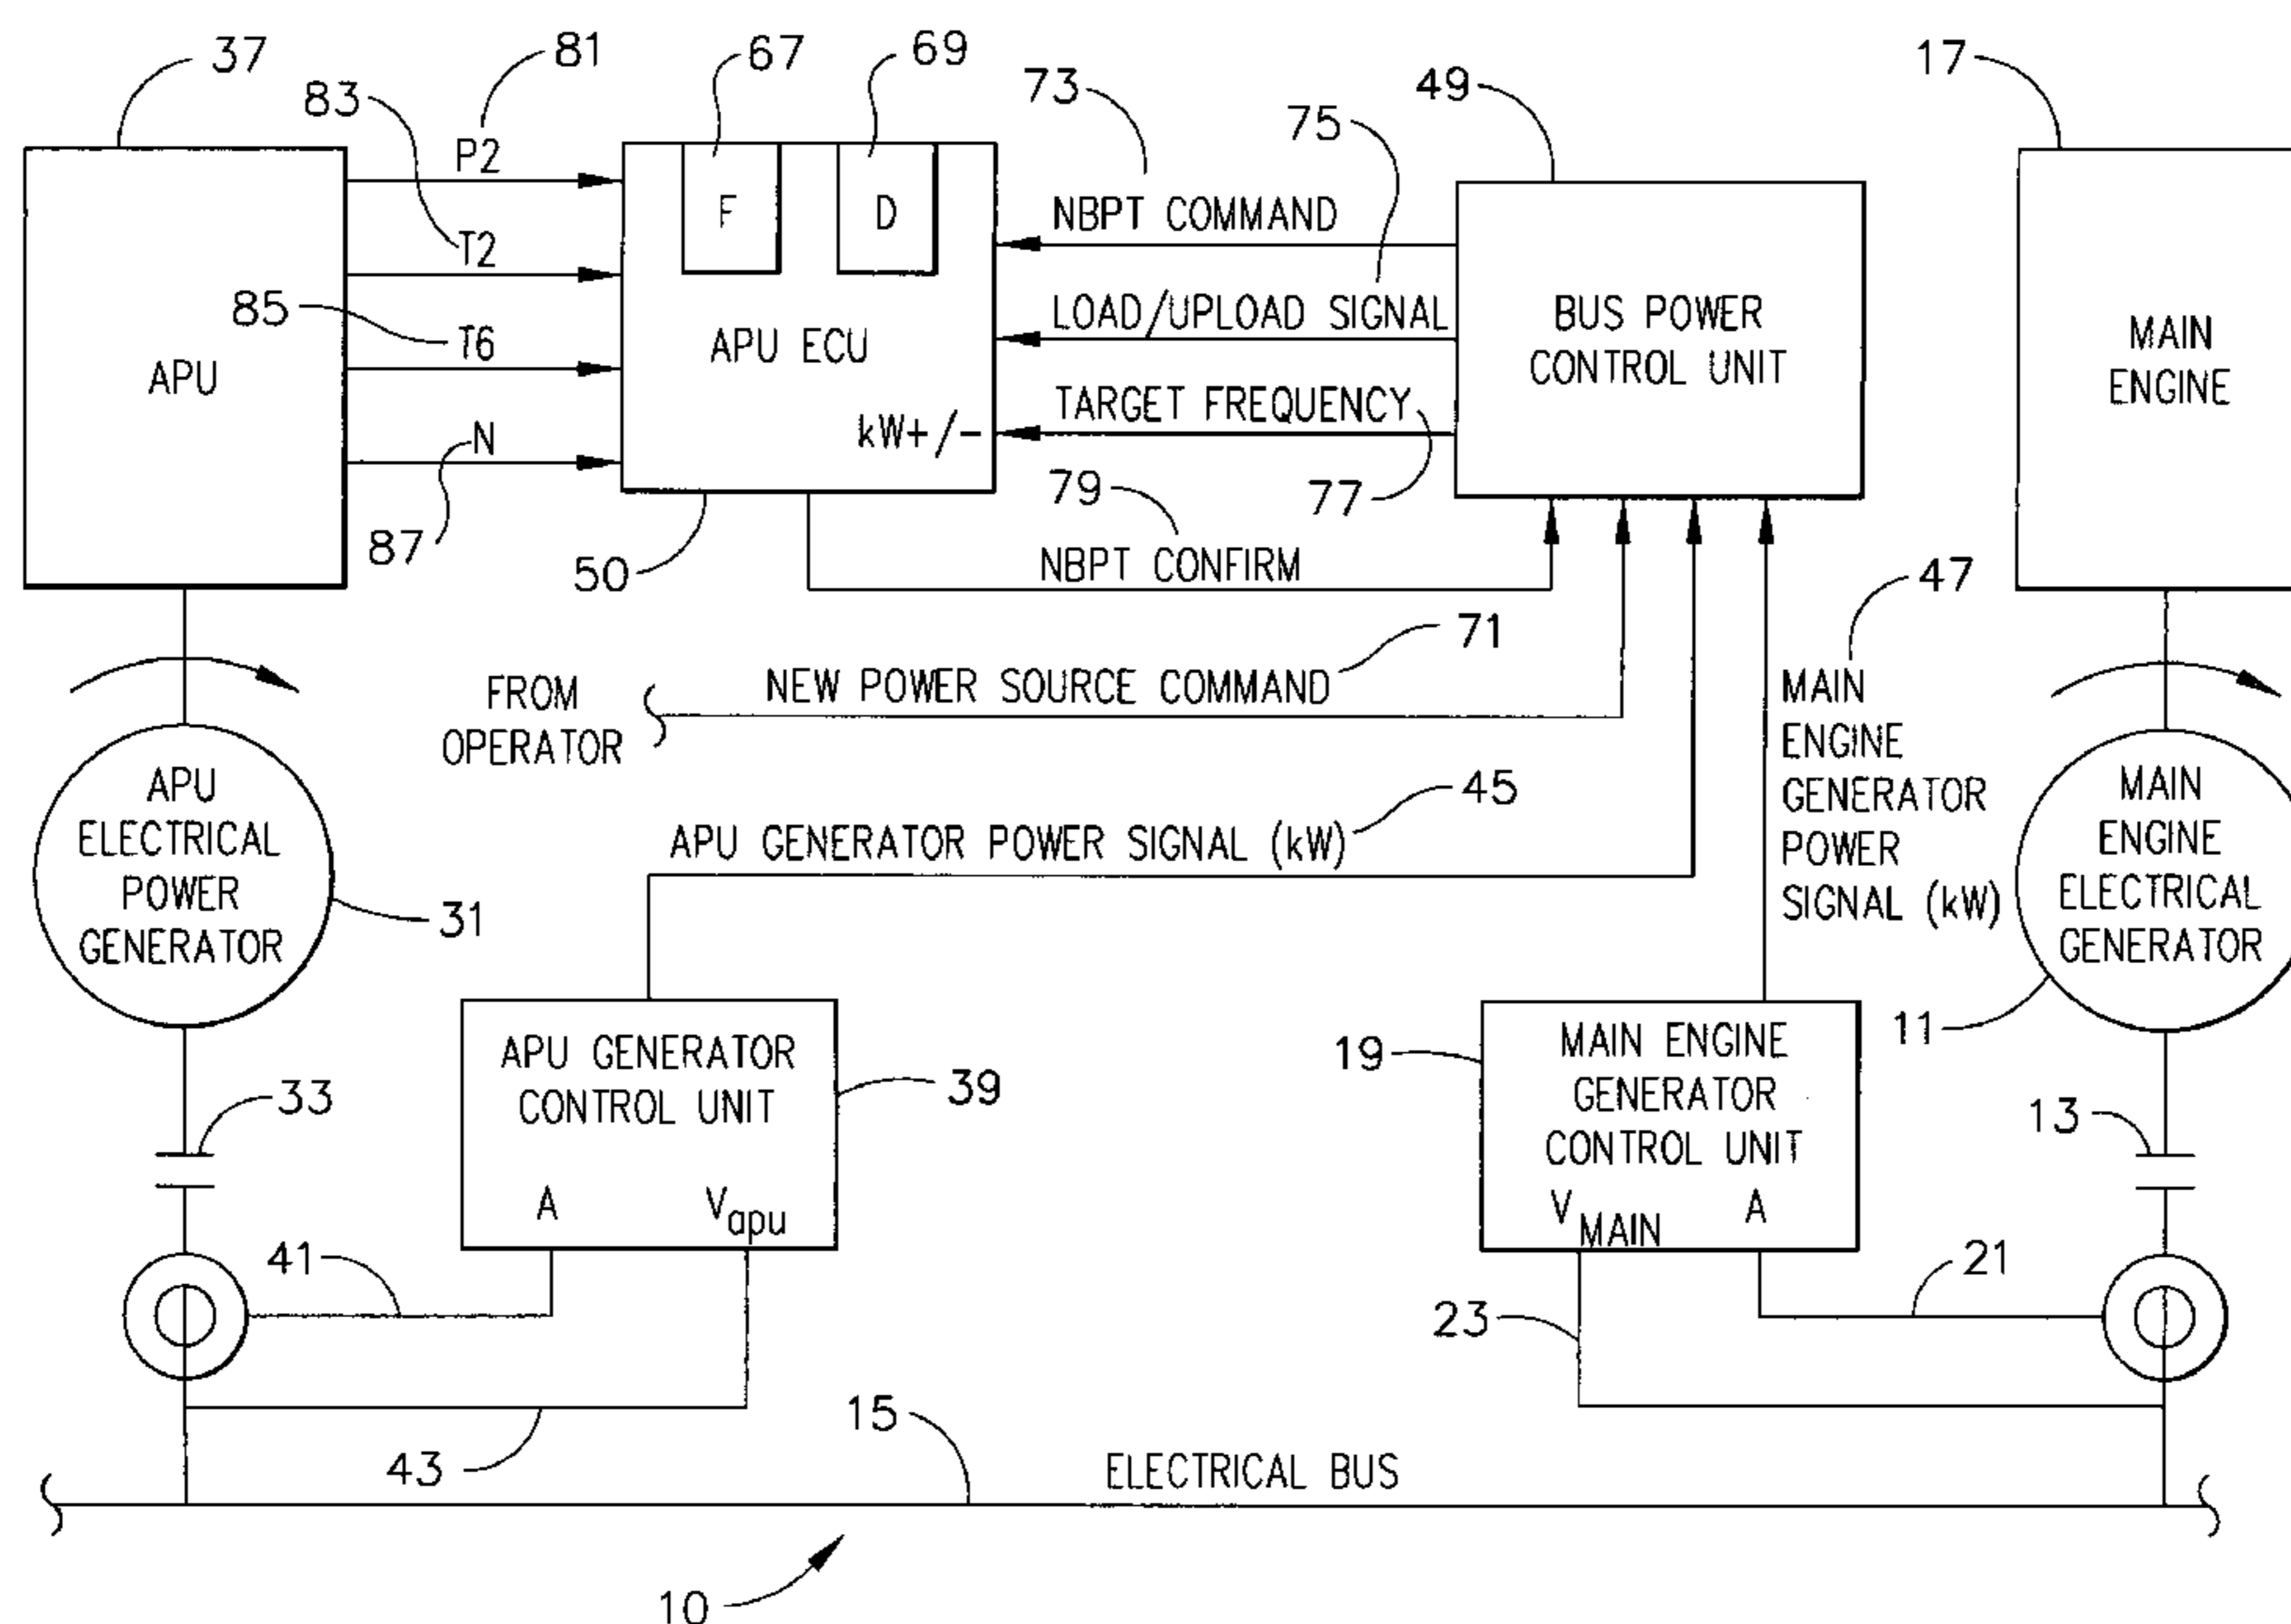 37
81
67
69
73
49
17
83
75
P2
F
D
NBPT COMMAND
T2
85
LOAD/UPLOAD SIGNAL
BUS POWER
CONTROL UNIT
APU
T6
APU ECU
MAIN
ENGINE
TARGET FREQUENCY
kW+/-
N
87
79
77
50
NBPT CONFIRM
47
71
FROM
OPERATOR
NEW POWER SOURCE COMMAND
MAIN
ENGINE
GENERATOR
POWER
SIGNAL (kW)
APU
ELECTRICAL
POWER
GENERATOR
31
45
APU GENERATOR POWER SIGNAL (kW)
MAIN
ENGINE
ELECTRICAL
GENERATOR
11
APU GENERATOR
CONTROL UNIT
39
A
Vapu
19
MAIN ENGINE
GENERATOR
CONTROL UNIT
VMAIN
A
33
13
41
21
23
43
15
ELECTRICAL BUS
10